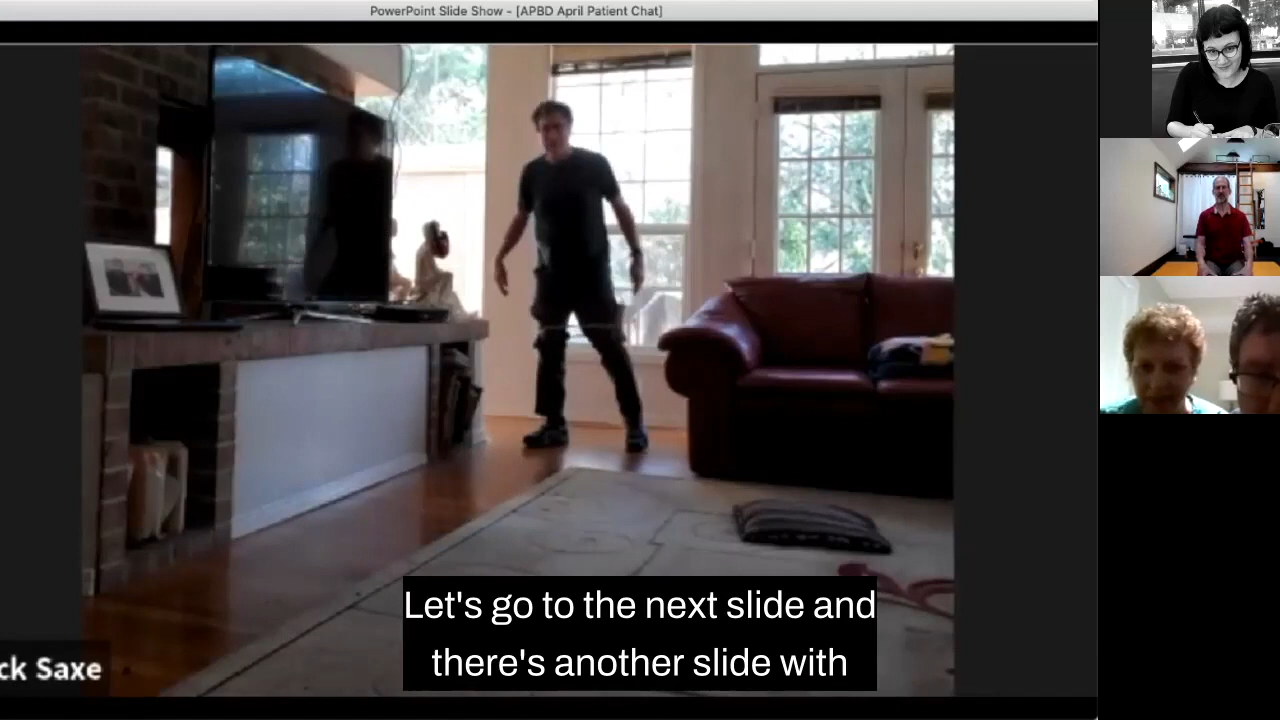 PowerPoint Slide Show - [APBD April Patient Chat]
ck Saxe
Let's go to the next slide and
there's another slide with